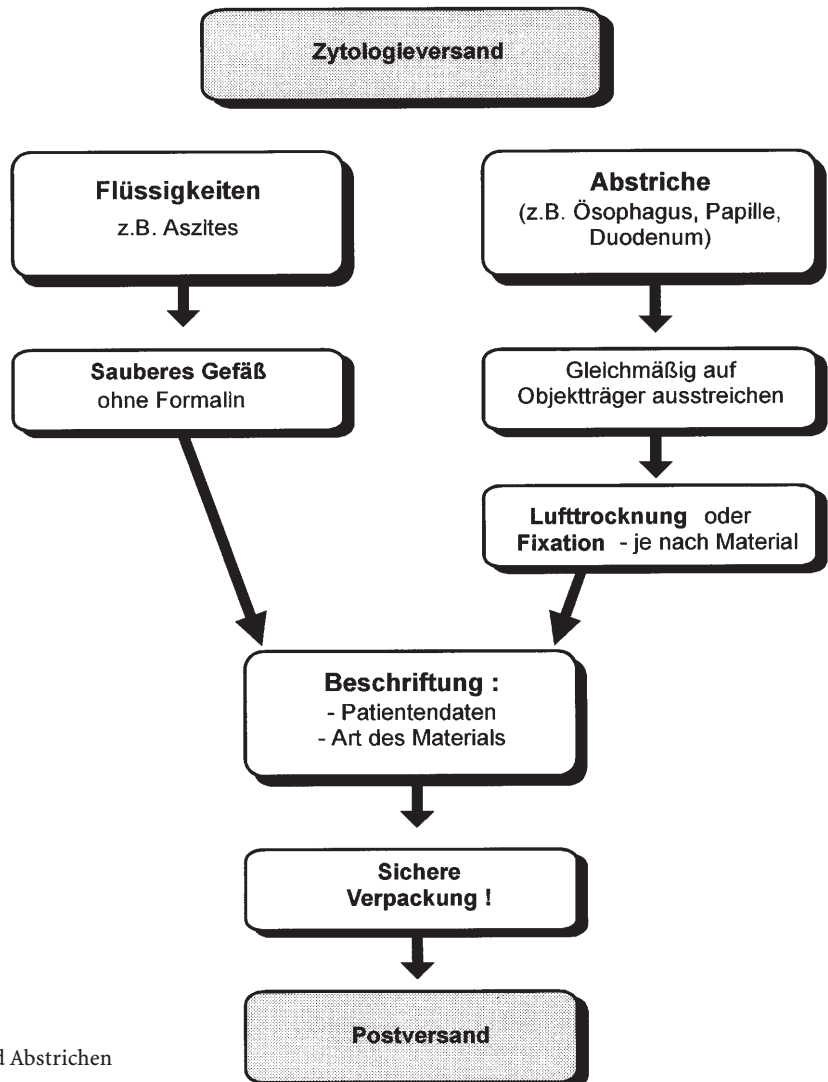 Zytologieversand
Flüssigkeiten
z.B. Aszites
Abstriche
(z.B. Ösophagus, Papille,
Duodenum)
Sauberes Gefäß
ohne Formalin
Gleichmäßig auf
Objektträger ausstreichen
Lufttrocknung oder
Fixation - je nach Material
Beschriftung :
- Patientendaten
- Art des Materials
Sichere
Verpackung !
Postversand
Abstrichen